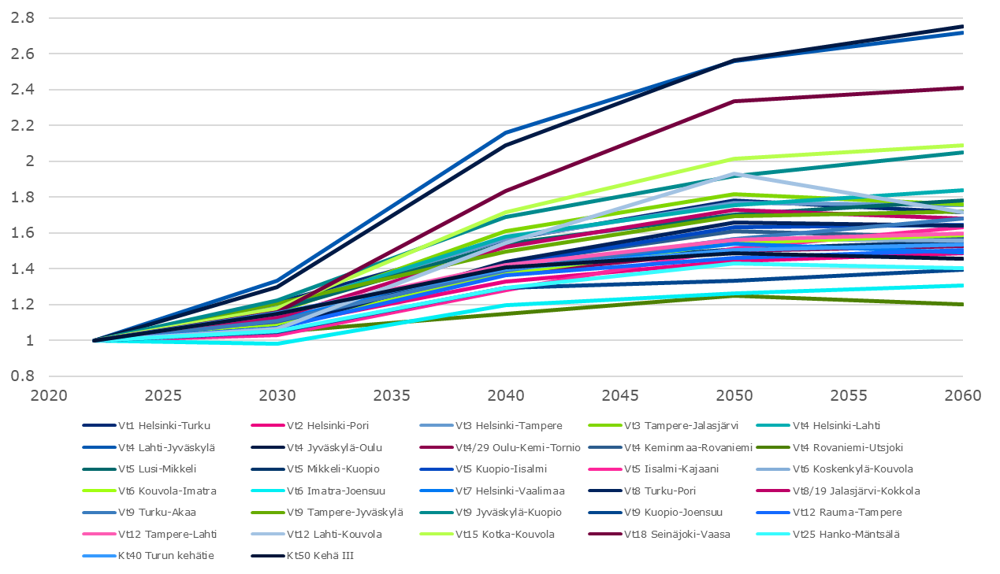 2.8
2.6
2.4
2.2
2
1.8
1.6
1.4
1.2
1
0.8
2020 2025 2030 2035 2040 2045 2050 2055 2060
Vt1 Helsinki-Turku Vt2 Helsinki-Pori Vt3 Helsinki-Tampere Vt3 Tampere-Jalasjärvi Vt4 Helsinki-Lahti
Vt4 Lahti-Jyväskylä Vt4 Jyväskylä-Oulu Vt4/29 Oulu-Kemi-Tornio Vt4 Keminmaa-Rovaniemi Vt4 Rovaniemi-Utsjoki
Vt5 Lusi-Mikkeli Vt5 Mikkeli-Kuopio Vt5 Kuopio-Iisalmi Vt5 Iisalmi-Kajaani Vt6 Koskenkylä-Kouvola
Vt6 Kouvola-Imatra Vt6 Imatra-Joensuu Vt7 Helsinki-Vaalimaa Vt8 Turku-Pori Vt8/19 Jalasjärvi-Kokkola
Vt9 Turku-Akaa Vt9 Tampere-Jyväskylä Vt9 Jyväskylä-Kuopio Vt9 Kuopio-Joensuu Vt12 Rauma-Tampere
Vt12 Tampere-Lahti Vt12 Lahti-Kouvola Vt15 Kotka-Kouvola Vt18 Seinäjoki-Vaasa Vt25 Hanko-Mäntsälä
Kt40 Turun kehätie Kt50 Kehä III